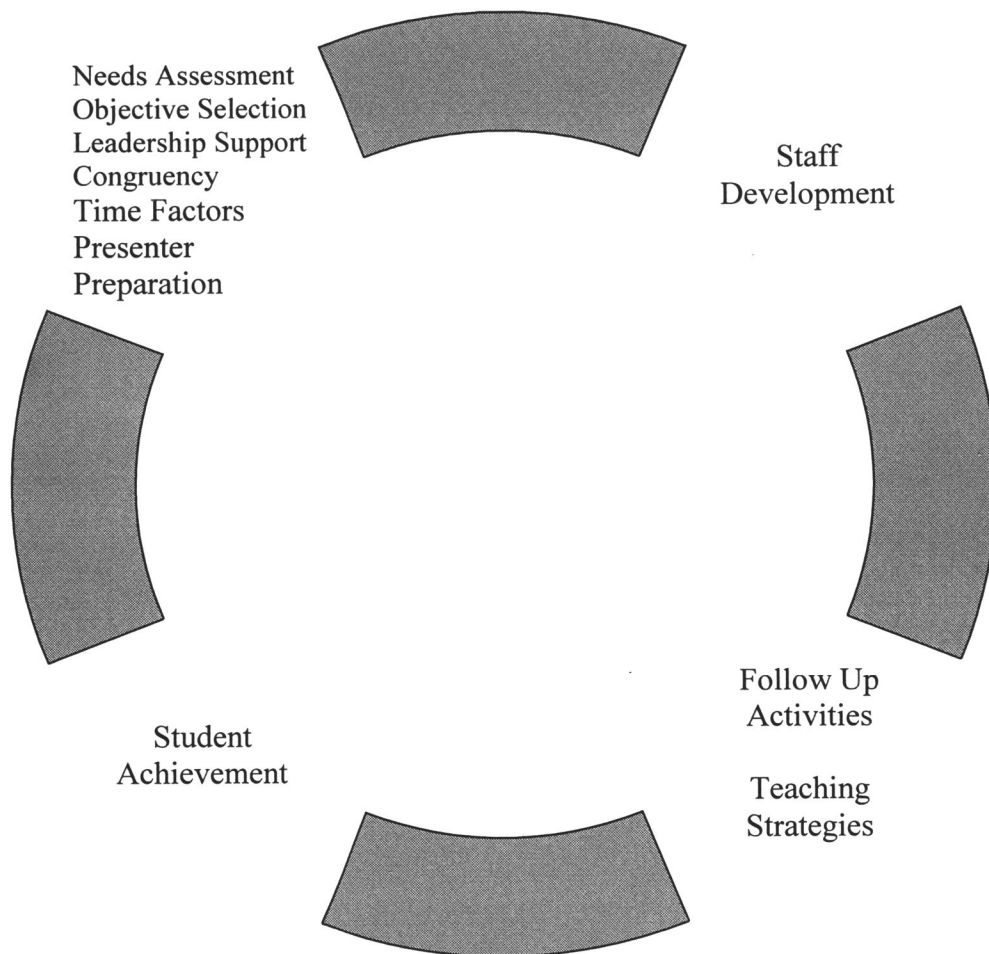 Needs Assessment
Objective Selection
Leadership Support
Congruency
Time Factors
Presenter
Preparation
Staff
Development
Follow Up
Activities
Teaching
Strategies
Student
Achievement